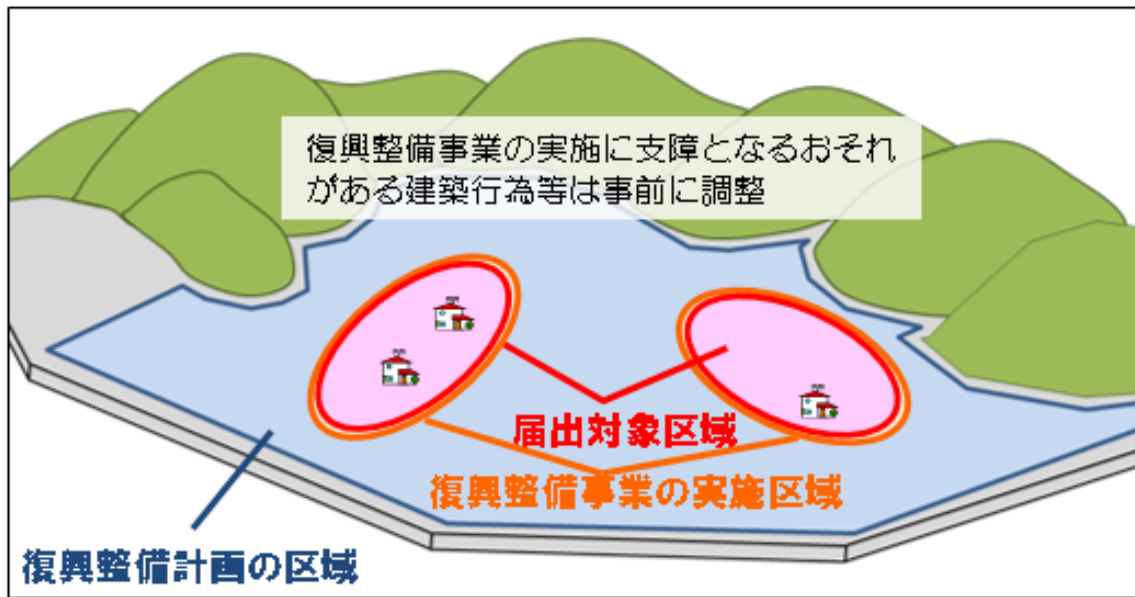 復興整備事業の実施に支障となるおそれ
がある建築行為等は事前に調整
届出対象区域
復興整備事業の実施区域
復興整備計画の区域